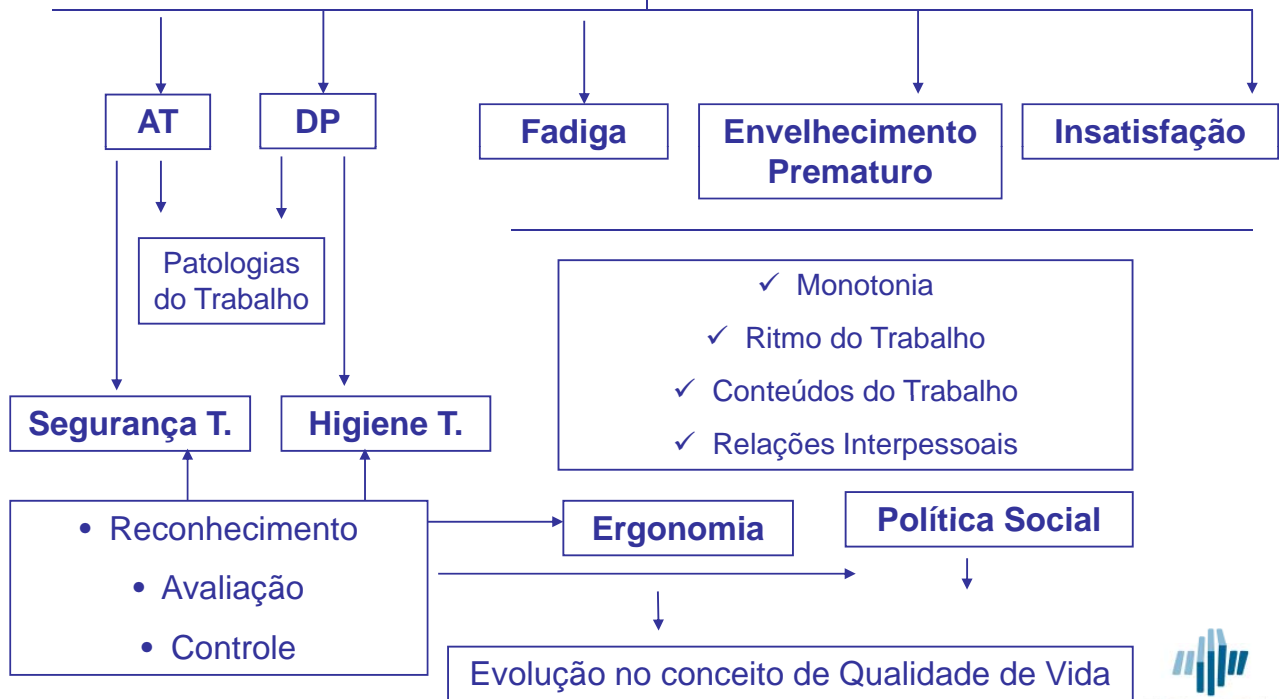 AT
DP
Fadiga
Envelhecimento
Prematuro
Insatisfação
Patologias
do Trabalho
✓ Monotonia
✓ Ritmo do Trabalho
✓ Conteúdos do Trabalho
✓ Relações Interpessoais
Segurança T.
Higiene T.
• Reconhecimento
• Avaliação
• Controle
Ergonomia
Política Social
Evolução no conceito de Qualidade de Vida